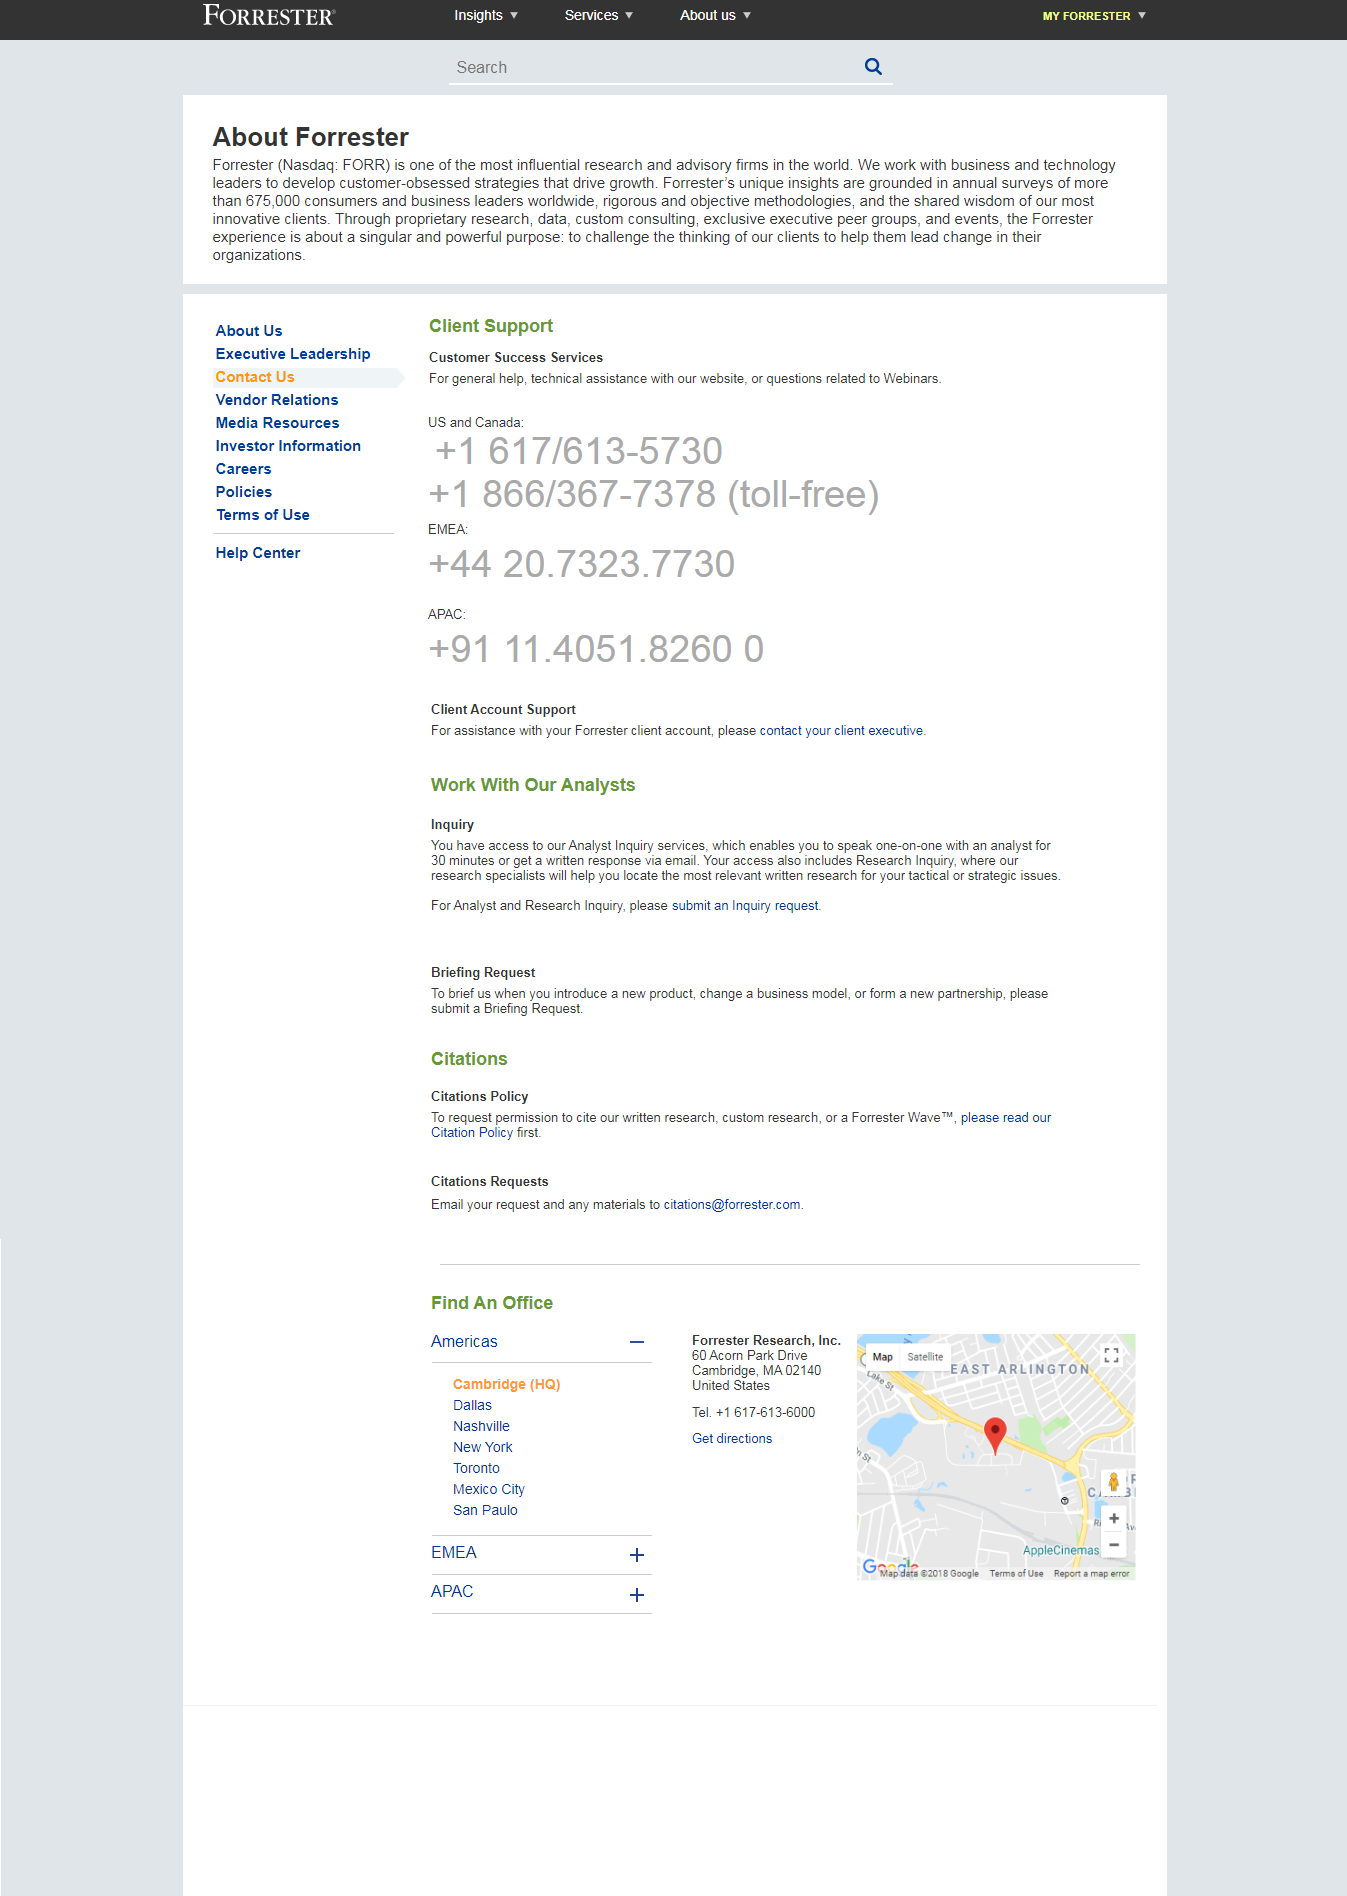 FORRESTER®
Insights ▼ Services ▼ About us ▼ MY FORRESTER ▼
Search
About Forrester
Forrester (Nasdaq: FORR) is one of the most influential research and advisory firms in the world. We work with business and technology
leaders to develop customer-obsessed strategies that drive growth. Forrester’s unique insights are grounded in annual surveys of more
than 675,000 consumers and business leaders worldwide, rigorous and objective methodologies, and the shared wisdom of our most
innovative clients. Through proprietary research, data, custom consulting, exclusive executive peer groups, and events, the Forrester
experience is about a singular and powerful purpose: to challenge the thinking of our clients to help them lead change in their
organizations.
About Us
Executive Leadership
Contact Us
Vendor Relations
Media Resources
Investor Information
Careers
Policies
Terms of Use
Help Center
Client Support
Customer Success Services
For general help, technical assistance with our website, or questions related to Webinars.
US and Canada:
+1 617/613-5730
+1 866/367-7378 (toll-free)
EMEA:
+44 20.7323.7730
APAC:
+91 11.4051.8260 0
Client Account Support
For assistance with your Forrester client account, please contact your client executive.
Work With Our Analysts
Inquiry
You have access to our Analyst Inquiry services, which enables you to speak one-on-one with an analyst for
30 minutes or get a written response via email. Your access also includes Research Inquiry, where our
research specialists will help you locate the most relevant written research for your tactical or strategic issues.
For Analyst and Research Inquiry, please submit an Inquiry request.
Briefing Request
To brief us when you introduce a new product, change a business model, or form a new partnership, please
submit a Briefing Request.
Citations
Citations Policy
To request permission to cite our written research, custom research, or a Forrester Wave™, please read our
Citation Policy first.
Citations Requests
Email your request and any materials to citations@forrester.com.
Find An Office
Americas
Cambridge (HQ)
Dallas
Nashville
New York
Toronto
Mexico City
San Paulo
EMEA
APAC
Forrester Research, Inc.
60 Acorn Park Drive
Cambridge, MA 02140
United States
Tel. +1 617-613-6000
Get directions
Map Satellite
EAST ARLINGTON
Lake St
AppleCinemas
Google
Map data ©2018 Google Terms of Use Report a map error